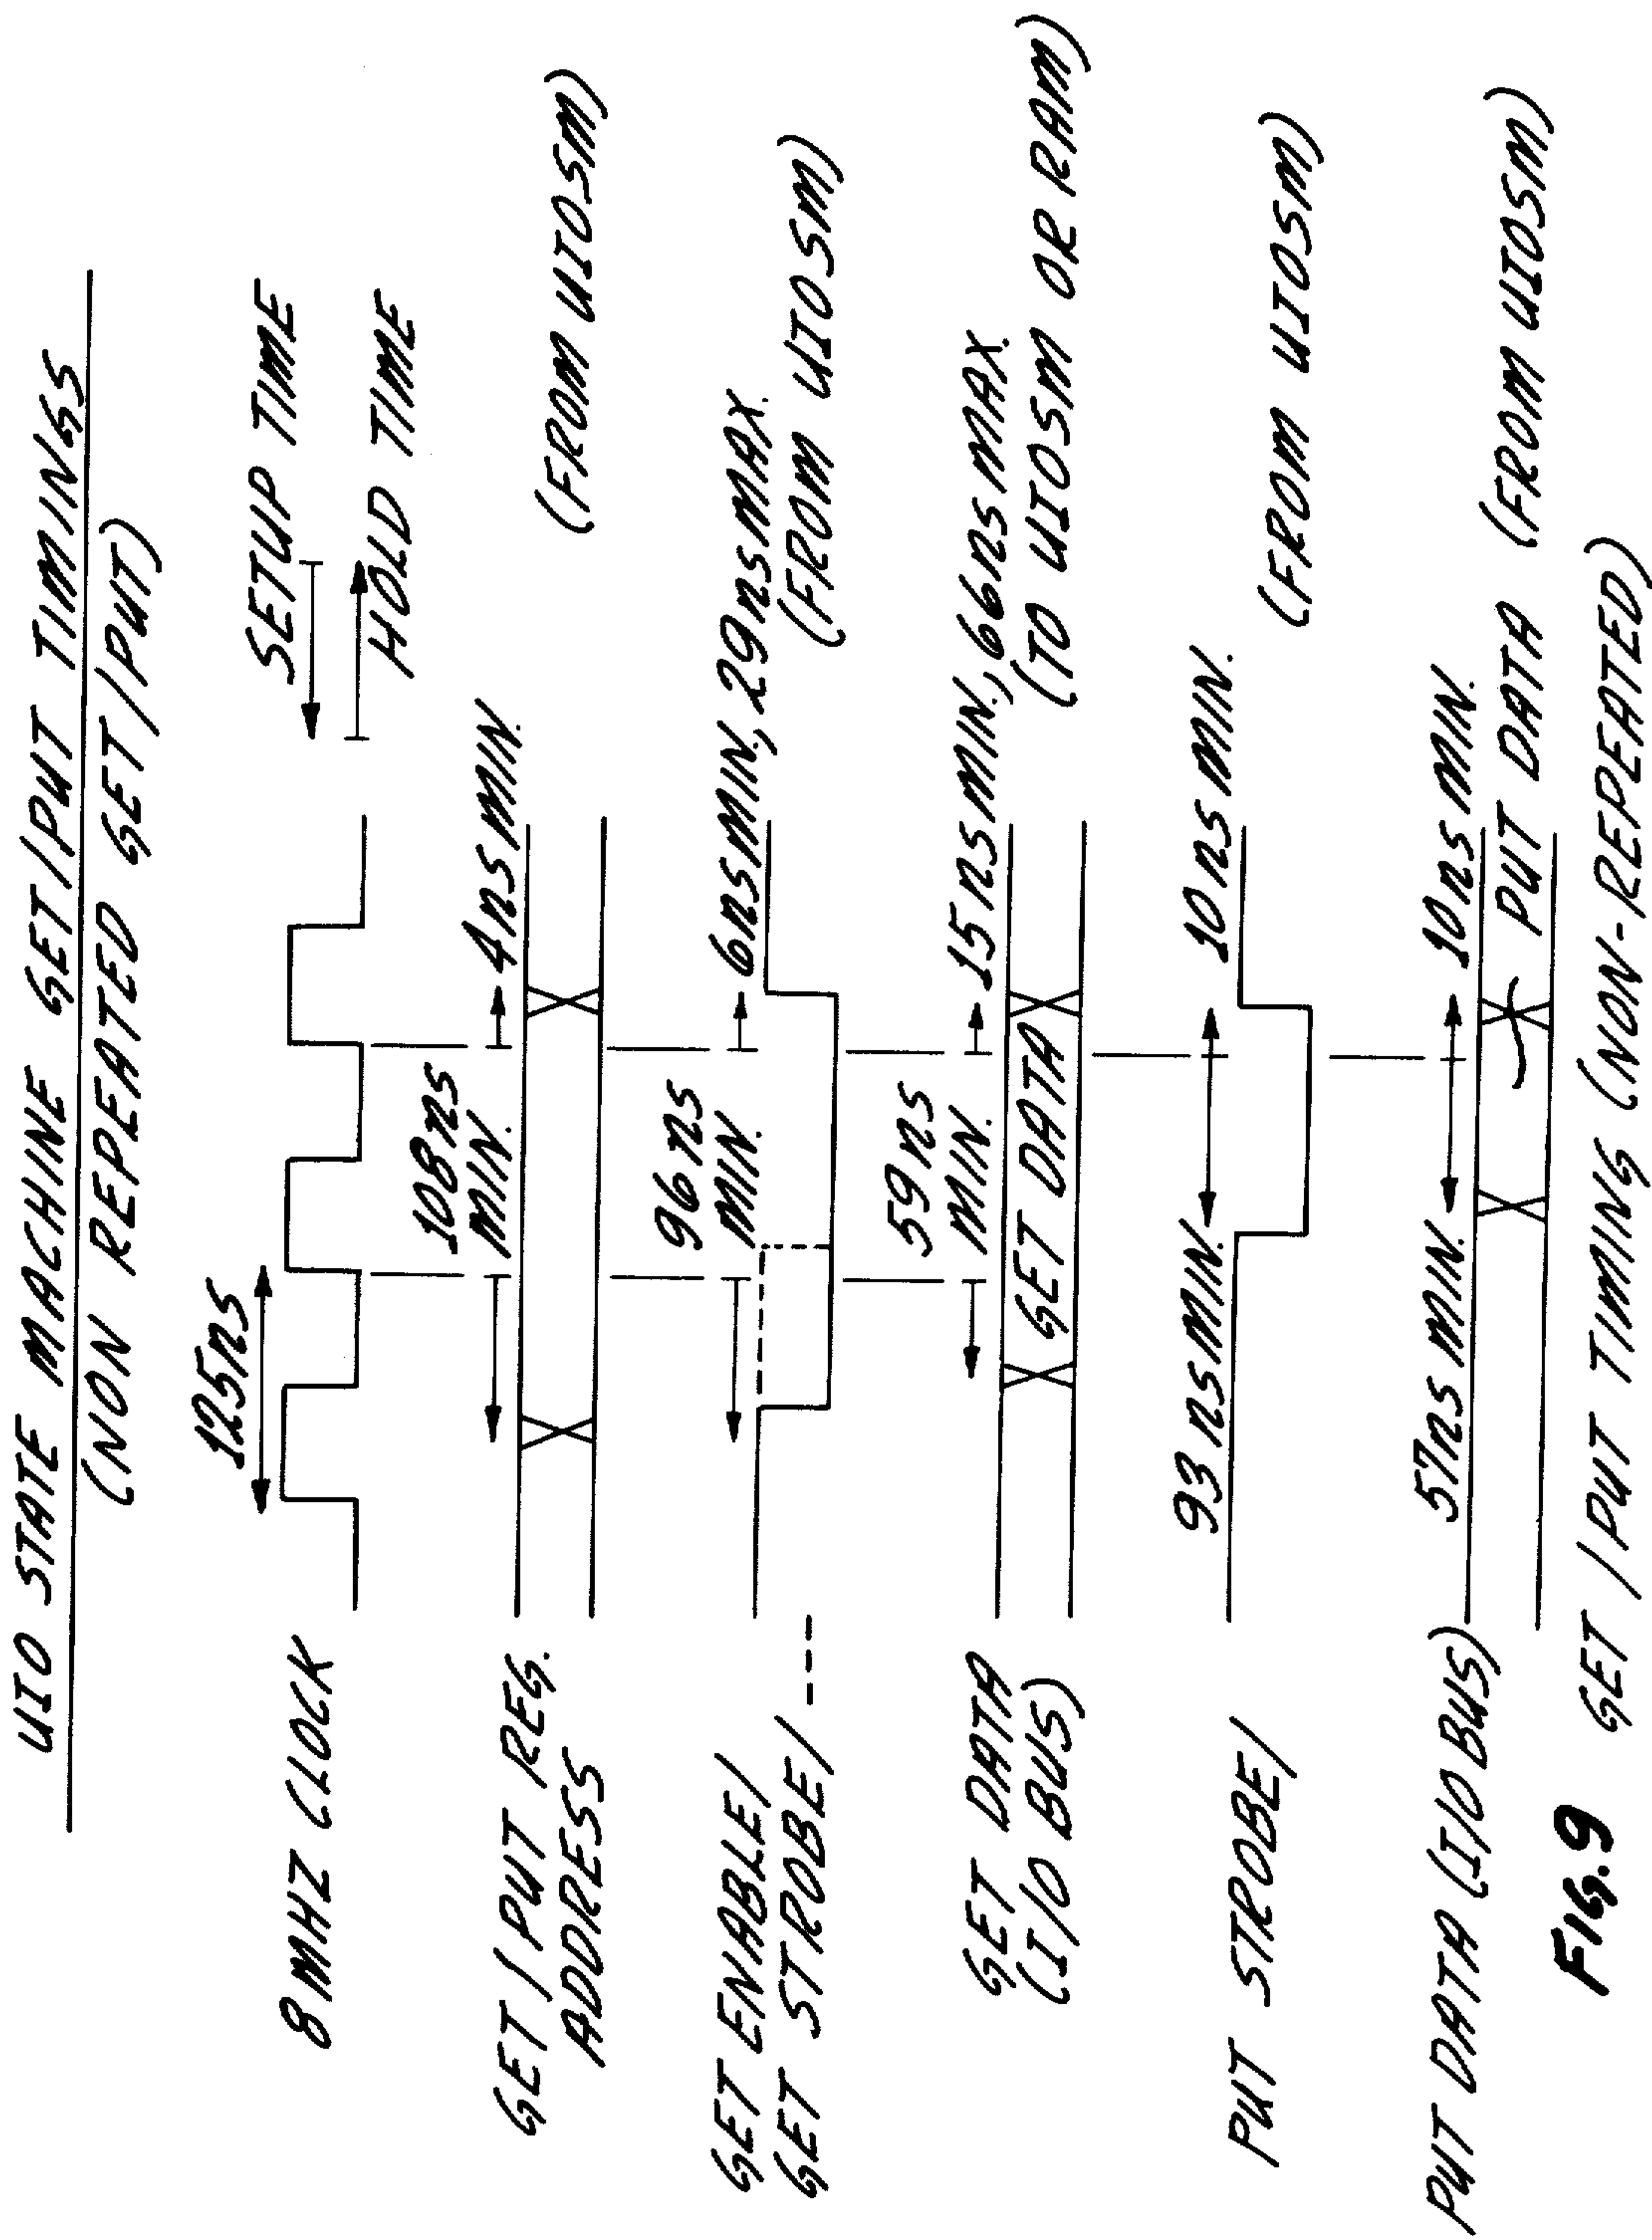 UIO STATE MACHINE GET/PUT TIMINGS
(NON REPEATED GET/PUT)
125ns
SETUP TIME
HOLD TIME
8 MHZ CLOCK
108ns
MIN.
4ns MIN.
(FROM UIOSM)
GET/PUT REG.
ADDRESS
96ns
MIN.
6ns MIN., 29ns MAX.
(FROM UIOSM)
GET ENABLE/
GET STROBE/ ---
59ns
MIN.
15ns MIN., 66ns MAX
(TO UIOSM OR RAM)
GET DATA
(I/O BUS)
GET DATA
93ns MIN.
10ns MIN.
(FROM UIOSM)
PUT STROBE/
57ns MIN.
10ns MIN.
PUT DATA (I/O BUS)
PUT DATA (FROM UIOSM)
GET/PUT TIMING (NON-REPEATED)
FIG.9